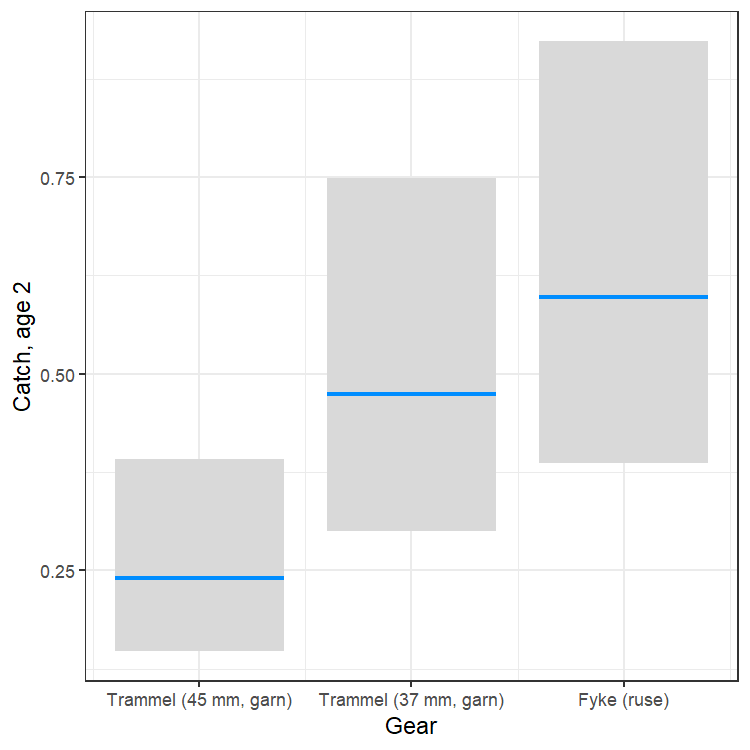 Catch, age 2
0.75
0.50
0.25
Trammel (45 mm, garn) Trammel (37 mm, garn) Fyke (ruse)
Gear